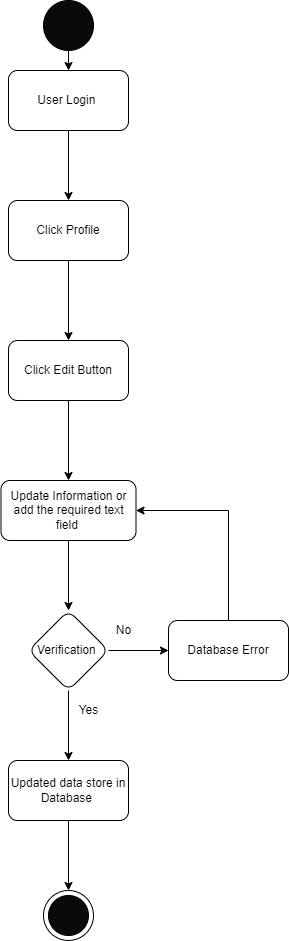 User Login
Click Profile
Click Edit Button
Update Information or
add the required text
field
Verification
No
Database Error
Yes
Updated data store in
Database